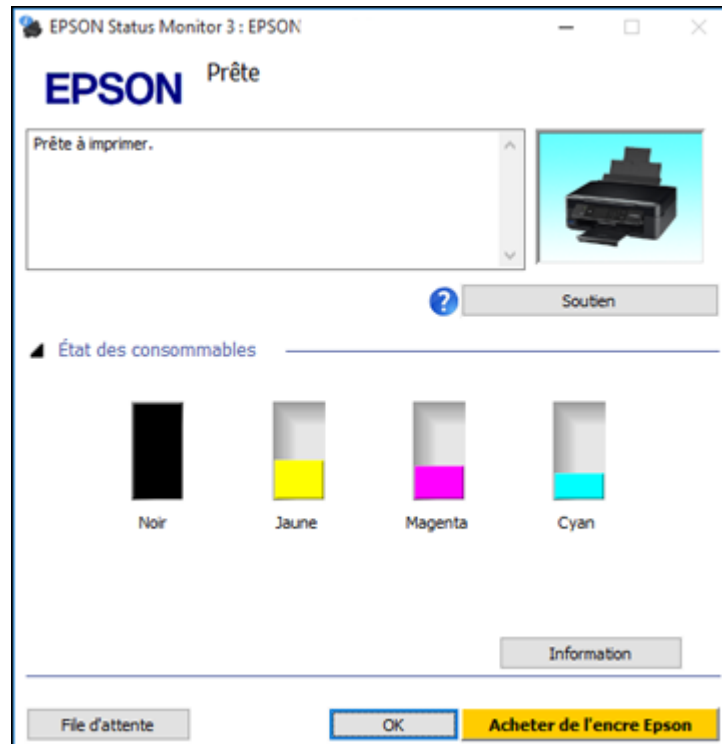 EPSON Status Monitor 3 : EPSON
EPSON
Prête
Prête à imprimer.
?
Soutien
État des consommables
Noir
Jaune
Magenta
Cyan
Information
File d'attente
OK
Acheter de l'encre Epson